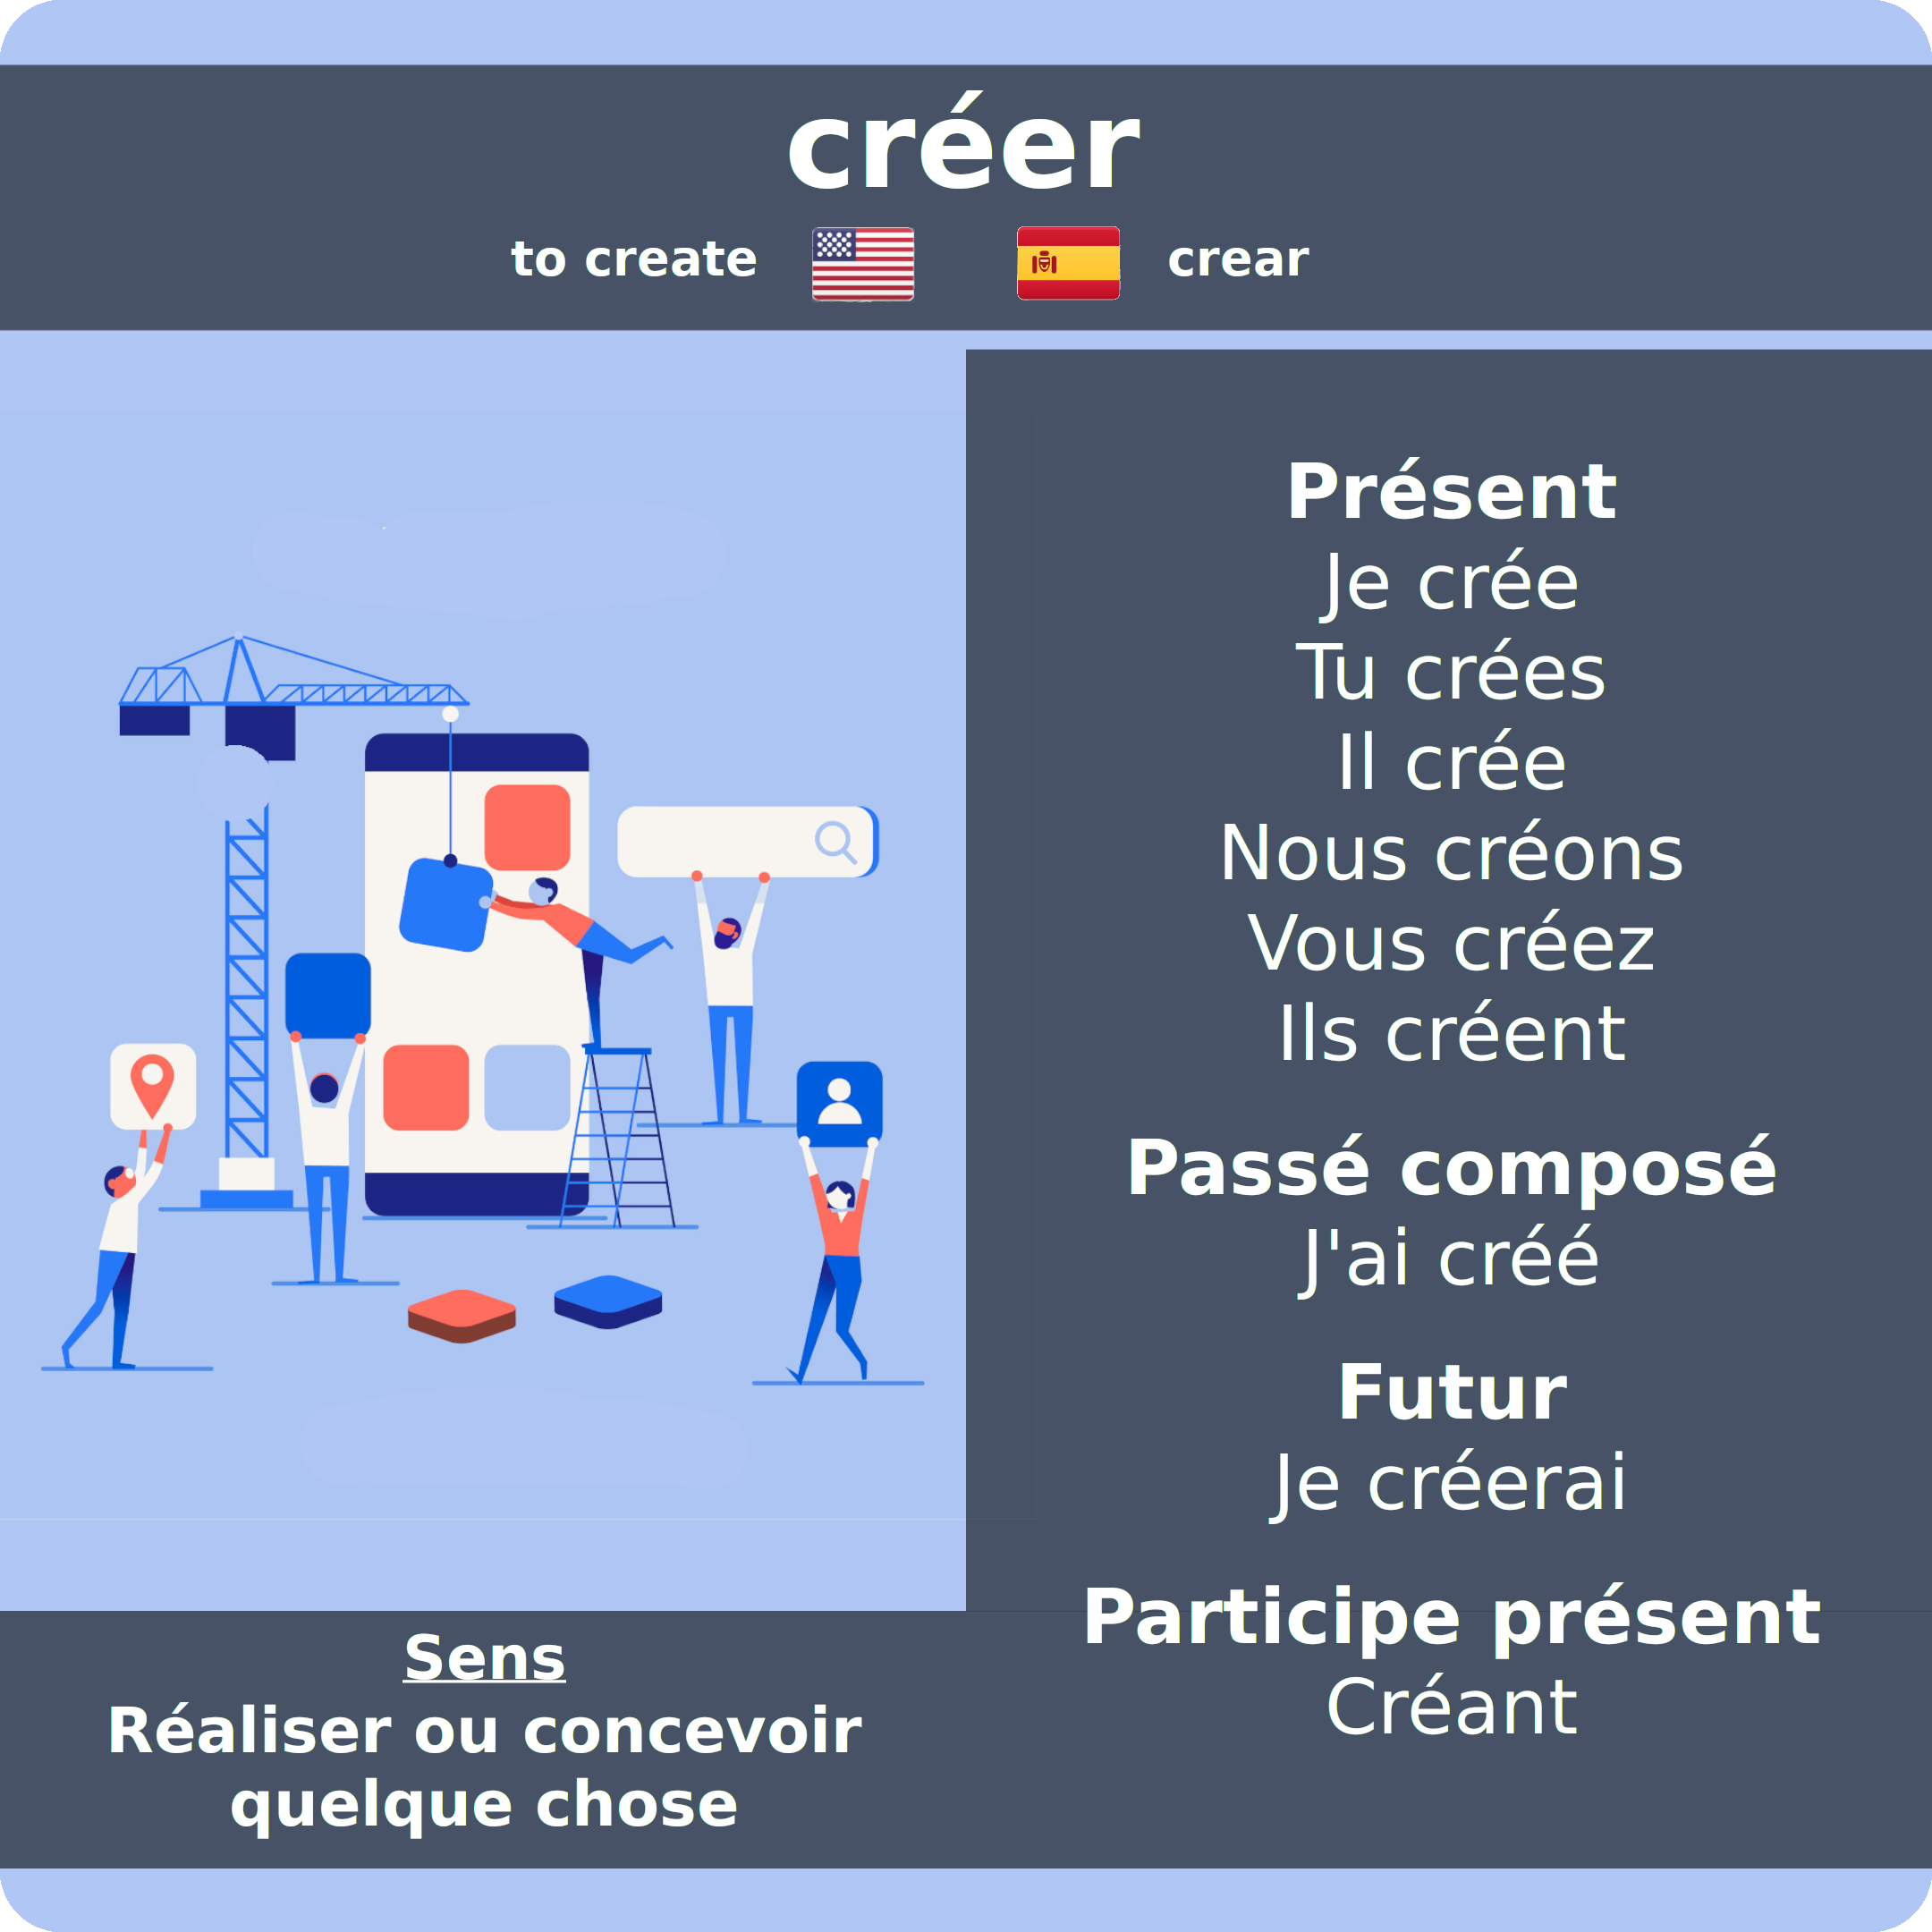 créer
to create crear
Présent
Je crée
Tu crées
Il crée
Nous créons
Vous créez
Ils créent
Passé composé
J'ai créé
Futur
Je créerai
Participe présent
Créant
Sens
Réaliser ou concevoir
quelque chose